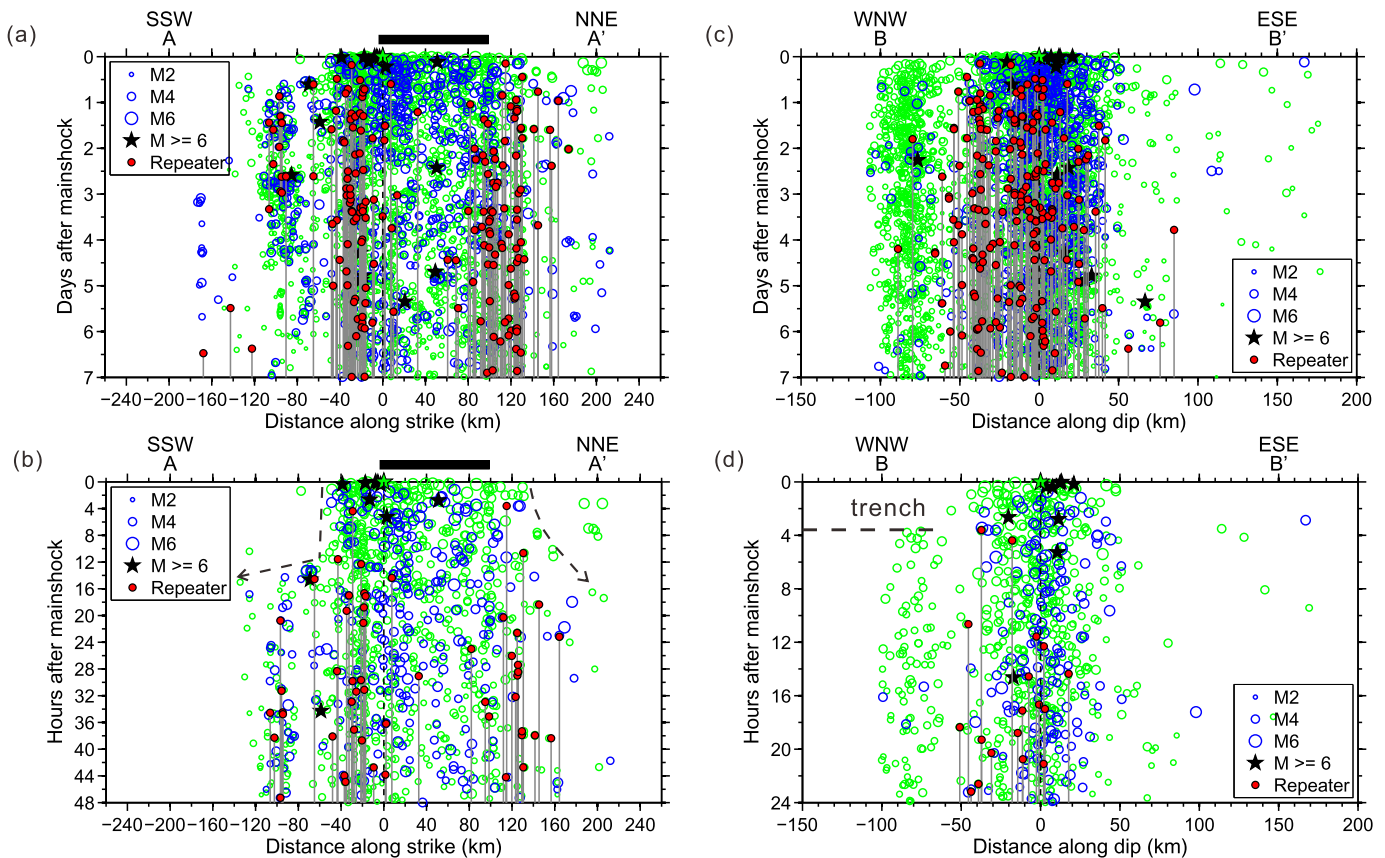 (a)
SSW
A
NNE
A'
0
1
2
3
4
5
6
7
Days after mainshock
M2
M4
M6
M >= 6
Repeater
−240 −200 −160 −120 −80 −40 0 40 80 120 160 200 240
Distance along strike (km)
(c)
WNW
B
ESE
B'
0
1
2
3
4
5
6
7
Days after mainshock
M2
M4
M6
M >= 6
Repeater
−150 −100 −50 0 50 100 150 200
Distance along dip (km)
(b)
SSW
A
NNE
A'
0
4
8
12
16
20
24
28
32
36
40
44
48
Hours after mainshock
M2
M4
M6
M >= 6
Repeater
−240 −200 −160 −120 −80 −40 0 40 80 120 160 200 240
Distance along strike (km)
(d)
WNW
B
ESE
B'
0
4
8
12
16
20
24
Hours after mainshock
trench
M2
M4
M6
M >= 6
Repeater
−150 −100 −50 0 50 100 150 200
Distance along dip (km)